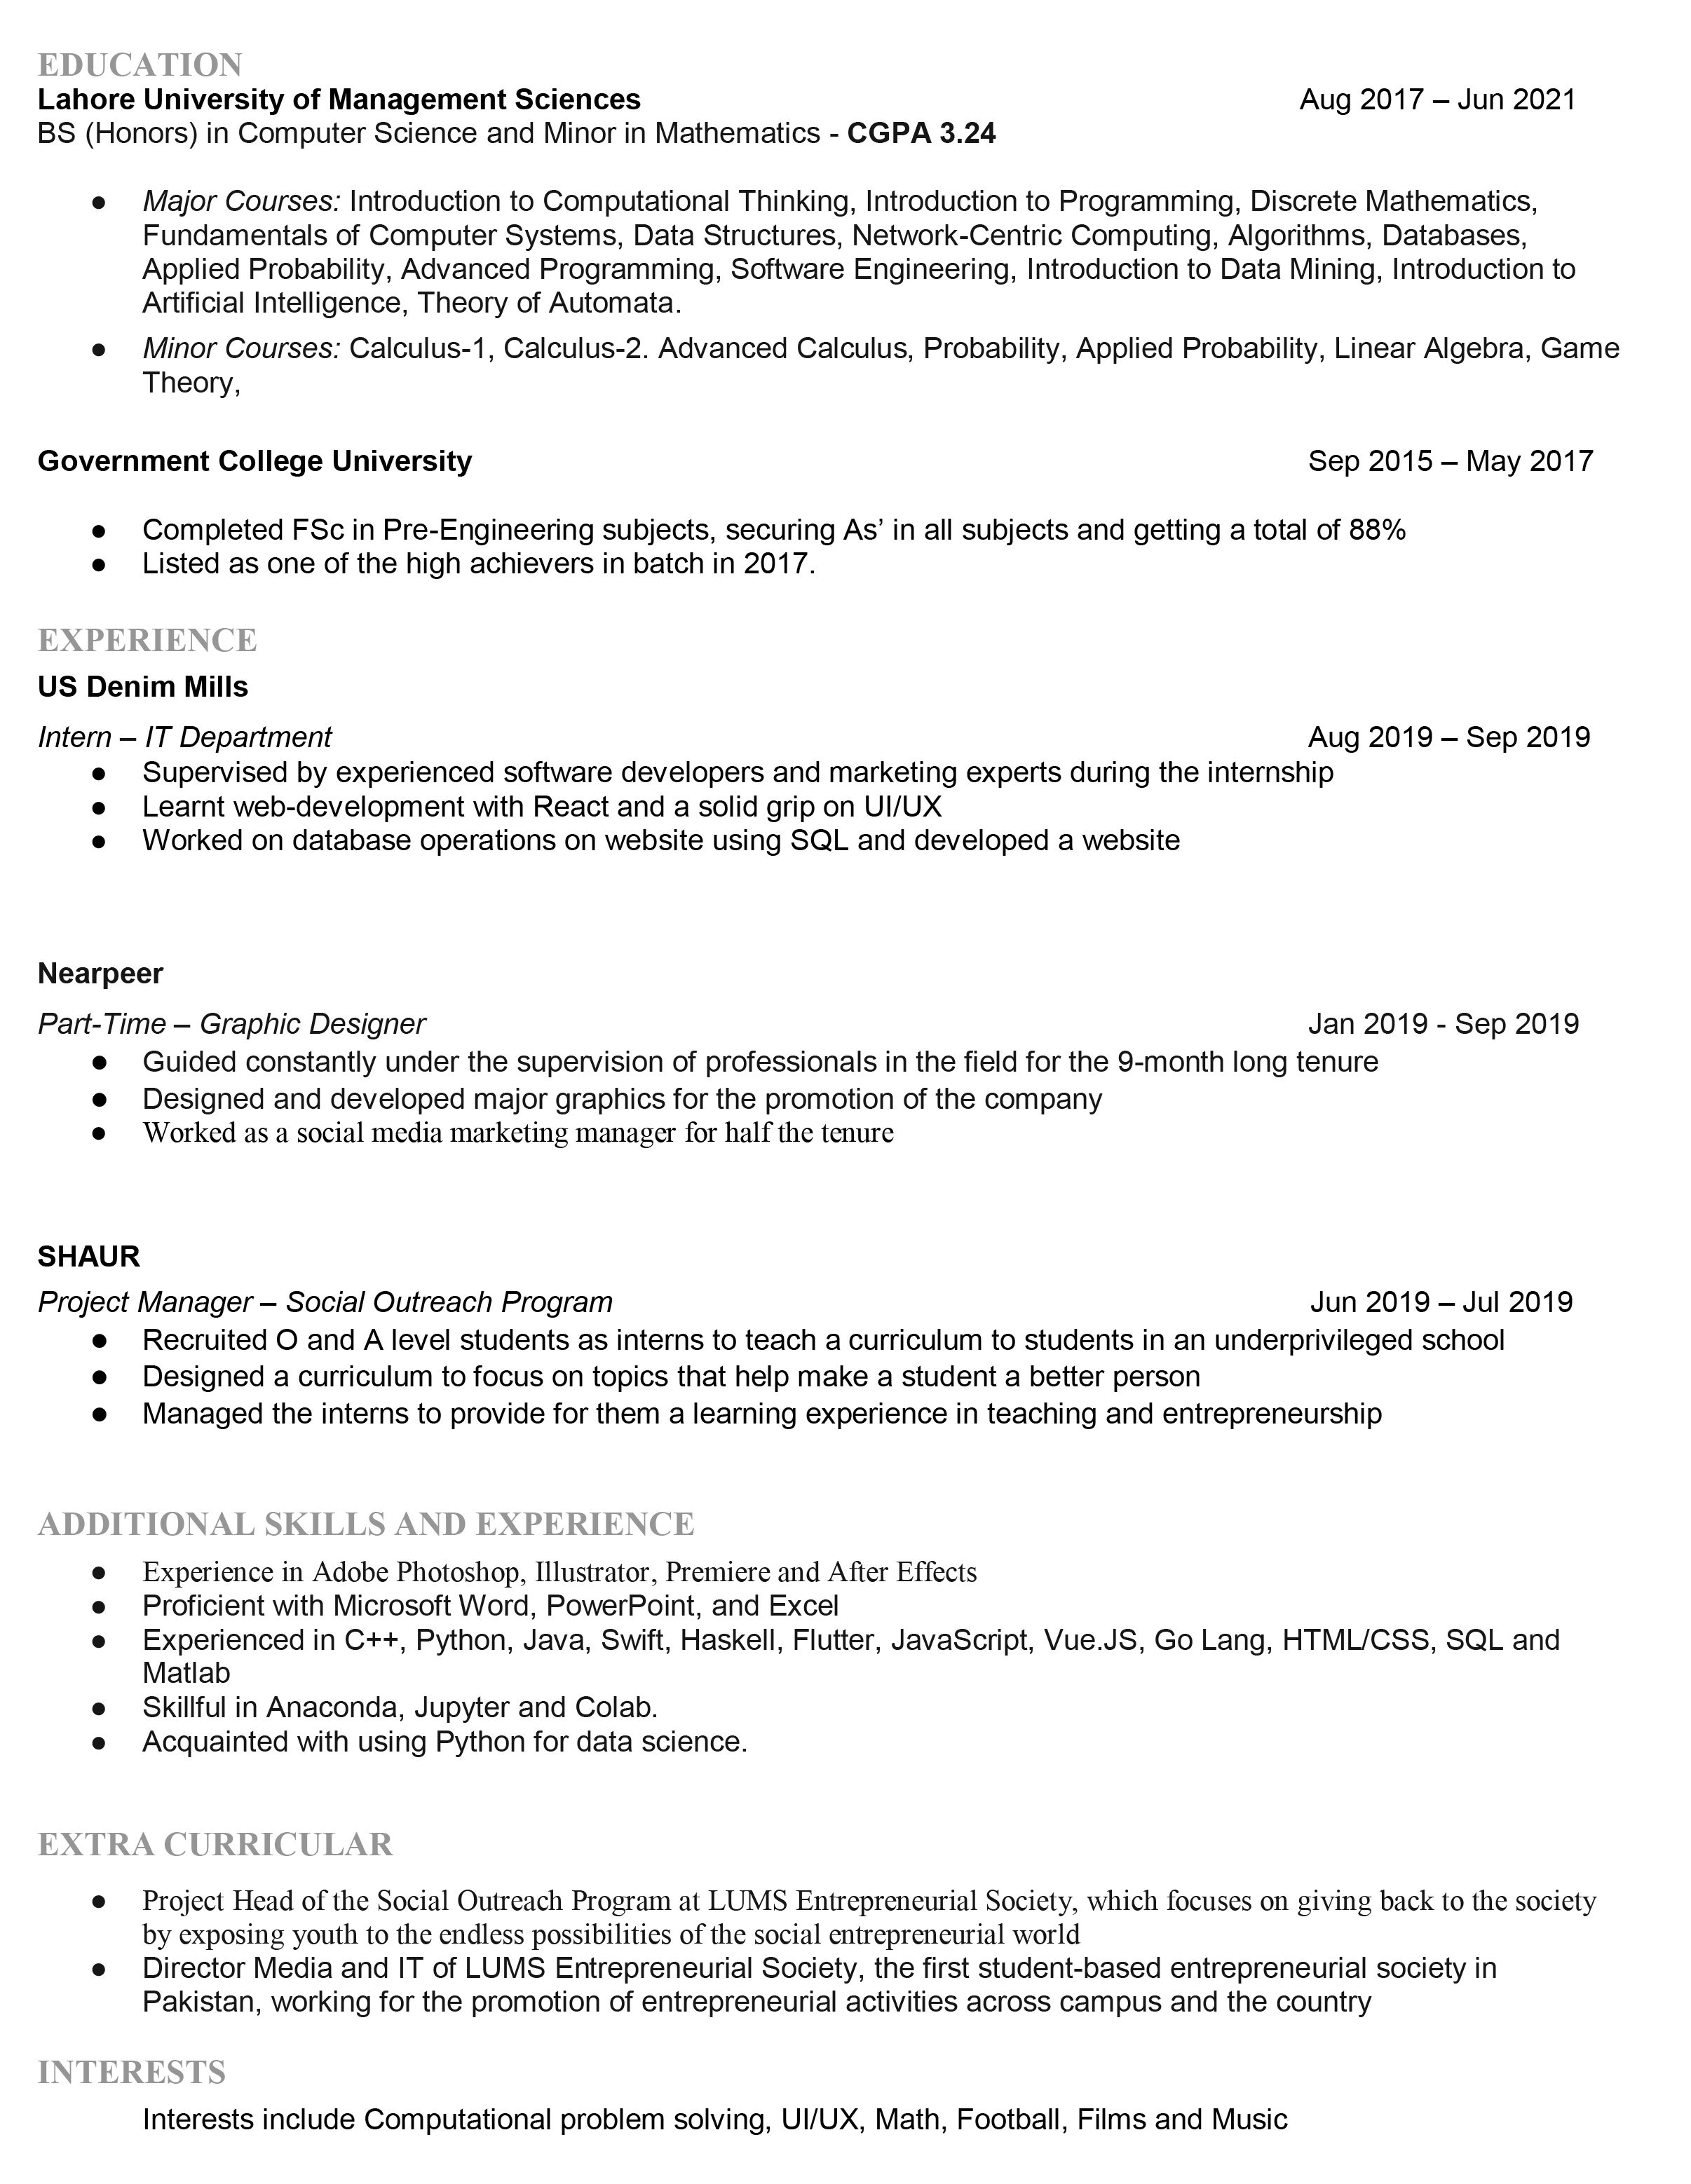 EDUCATION
Lahore University of Management Sciences Aug 2017 – Jun 2021
BS (Honors) in Computer Science and Minor in Mathematics - CGPA 3.24
● Major Courses: Introduction to Computational Thinking, Introduction to Programming, Discrete Mathematics,
Fundamentals of Computer Systems, Data Structures, Network-Centric Computing, Algorithms, Databases,
Applied Probability, Advanced Programming, Software Engineering, Introduction to Data Mining, Introduction to
Artificial Intelligence, Theory of Automata.
● Minor Courses: Calculus-1, Calculus-2. Advanced Calculus, Probability, Applied Probability, Linear Algebra, Game
Theory,
Government College University Sep 2015 – May 2017
● Completed FSc in Pre-Engineering subjects, securing As’ in all subjects and getting a total of 88%
● Listed as one of the high achievers in batch in 2017.
EXPERIENCE
US Denim Mills
Intern – IT Department Aug 2019 – Sep 2019
● Supervised by experienced software developers and marketing experts during the internship
● Learnt web-development with React and a solid grip on UI/UX
● Worked on database operations on website using SQL and developed a website
Nearpeer
Part-Time – Graphic Designer Jan 2019 - Sep 2019
● Guided constantly under the supervision of professionals in the field for the 9-month long tenure
● Designed and developed major graphics for the promotion of the company
● Worked as a social media marketing manager for half the tenure
SHAUR
Project Manager – Social Outreach Program Jun 2019 – Jul 2019
● Recruited O and A level students as interns to teach a curriculum to students in an underprivileged school
● Designed a curriculum to focus on topics that help make a student a better person
● Managed the interns to provide for them a learning experience in teaching and entrepreneurship
ADDITIONAL SKILLS AND EXPERIENCE
● Experience in Adobe Photoshop, Illustrator, Premiere and After Effects
● Proficient with Microsoft Word, PowerPoint, and Excel
● Experienced in C++, Python, Java, Swift, Haskell, Flutter, JavaScript, Vue.JS, Go Lang, HTML/CSS, SQL and
Matlab
● Skillful in Anaconda, Jupyter and Colab.
● Acquainted with using Python for data science.
EXTRA CURRICULAR
● Project Head of the Social Outreach Program at LUMS Entrepreneurial Society, which focuses on giving back to the society
by exposing youth to the endless possibilities of the social entrepreneurial world
● Director Media and IT of LUMS Entrepreneurial Society, the first student-based entrepreneurial society in
Pakistan, working for the promotion of entrepreneurial activities across campus and the country
INTERESTS
Interests include Computational problem solving, UI/UX, Math, Football, Films and Music